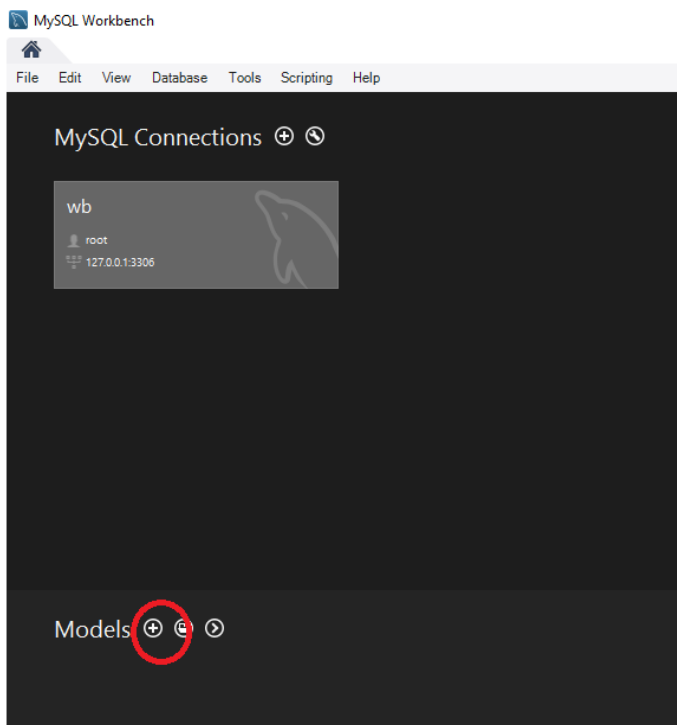 MySQL Workbench
File Edit View Database Tools Scripting Help
MySQL Connections
wb
root
127.0.0.1:3306
Models